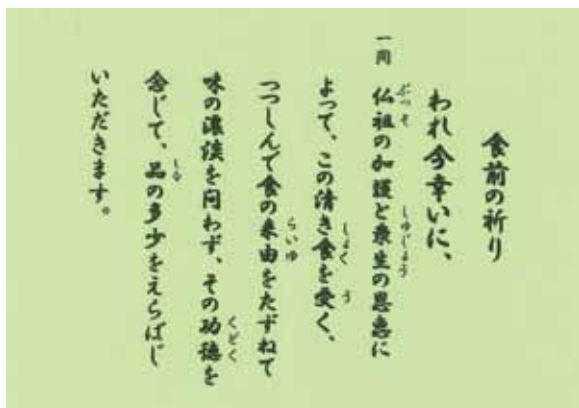 食前の祈り
われ今幸いに、
一同 仏祖の加護と衆生の恩恵に
よって、この清き食を受く、
つつしんで食の来由をたずねて
味の濃淡を問わず、その功徳を
念じて、品の多少をえらばじ
いただきます。